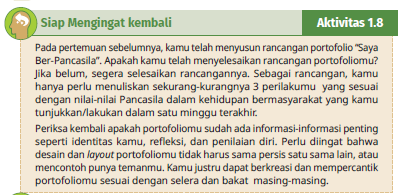 Siap Mengingat kembali
Aktivitas 1.8
Pada pertemuan sebelumnya, kamu telah menyusun rancangan portofolio "Saya
Ber-Pancasila". Apakah kamu telah menyelesaikan rancangan portofoliomu?
Jika belum, segera selesaikan rancangannya. Sebagai rancangan, kamu
hanya perlu menuliskan sekurang-kurangnya 3 perilakumu yang sesuai
dengan nilai-nilai Pancasila dalam kehidupan bermasyarakat yang kamu
tunjukkan/lakukan dalam satu minggu terakhir.
Periksa kembali apakah portofoliomu sudah ada informasi-informasi penting
seperti identitas kamu, refleksi, dan penilaian diri. Perlu diingat bahwa
desain dan layout portofoliomu tidak harus sama persis satu sama lain, atau
mencontoh punya temanmu. Kamu justru dapat berkreasi dan mempercantik
portofoliomu sesuai dengan selera dan bakat masing-masing.